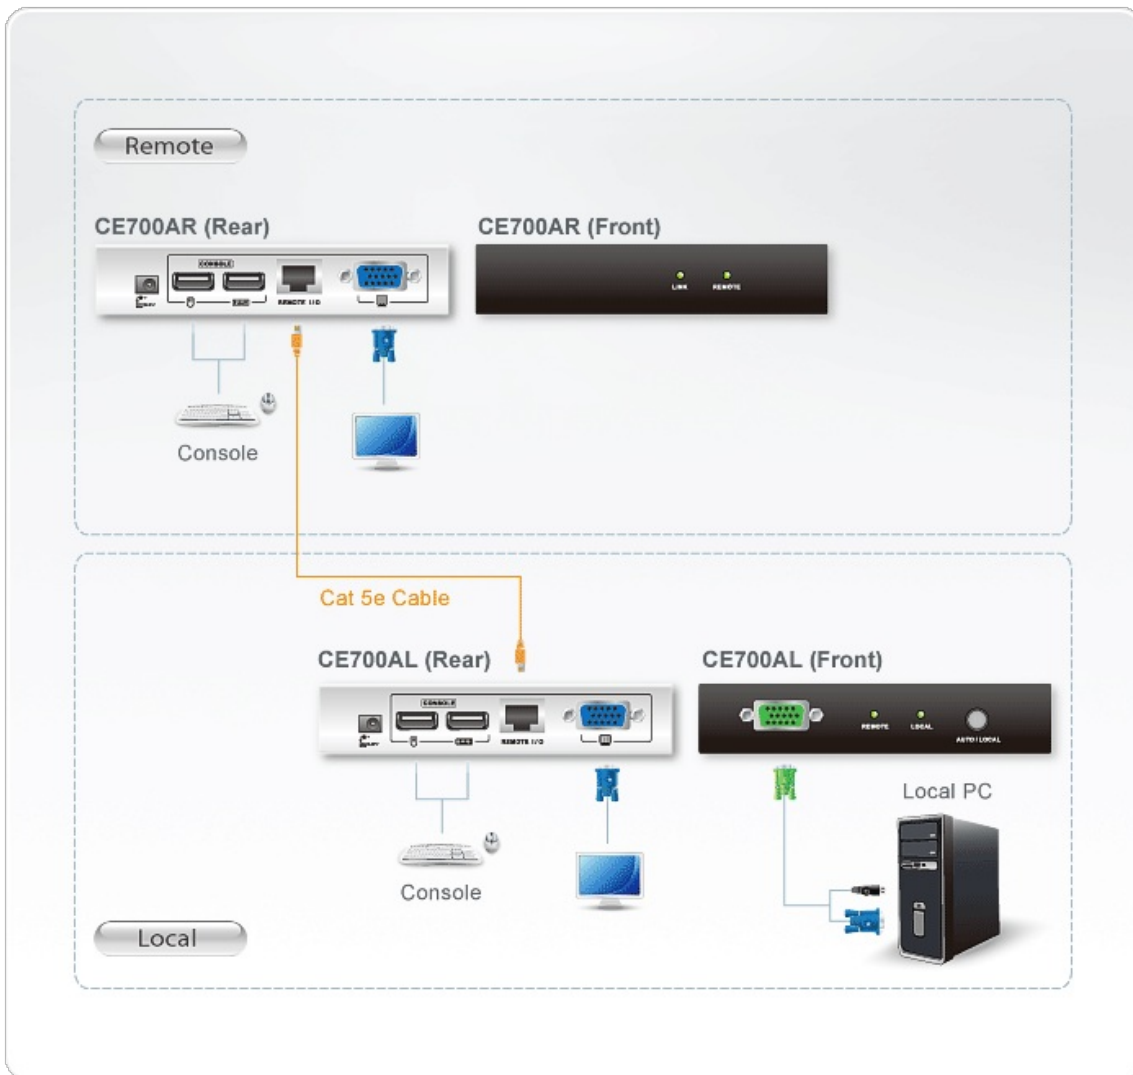 Remote
CE700AR (Rear)
CE700AR (Front)
CONSOLE
REMOTE I/O
LINK
REMOTE
Console
Cat 5e Cable
CE700AL (Rear)
CE700AL (Front)
CONSOLE
REMOTE I/O
REMOTE
LOCAL
AUTO / LOCAL
Local PC
Console
Local